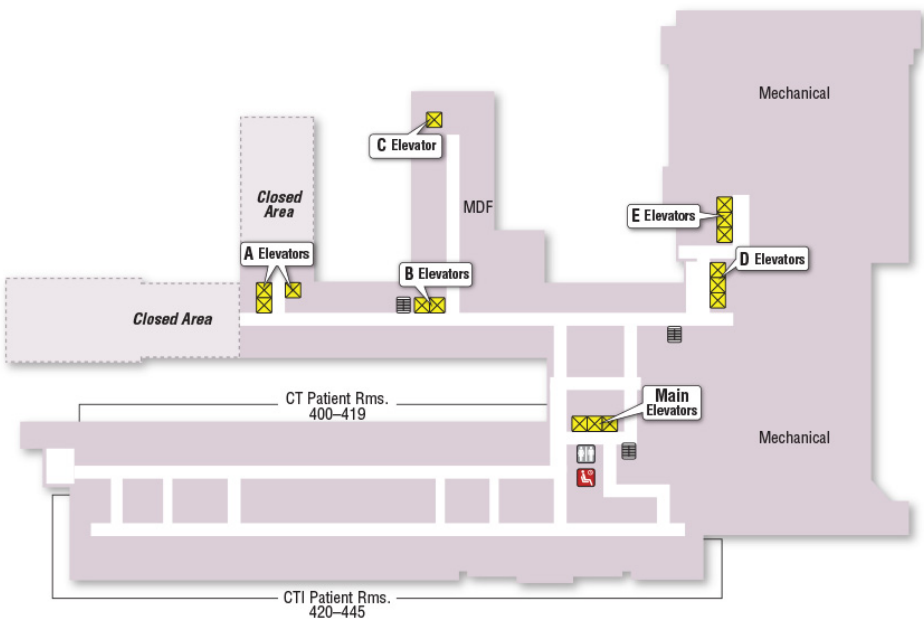 Mechanical
C Elevator
Closed
Area
MDF
E Elevators
A Elevators
D Elevators
B Elevators
Closed Area
CT Patient Rms.
400–419
Main
Elevators
Mechanical
CTI Patient Rms.
420–445